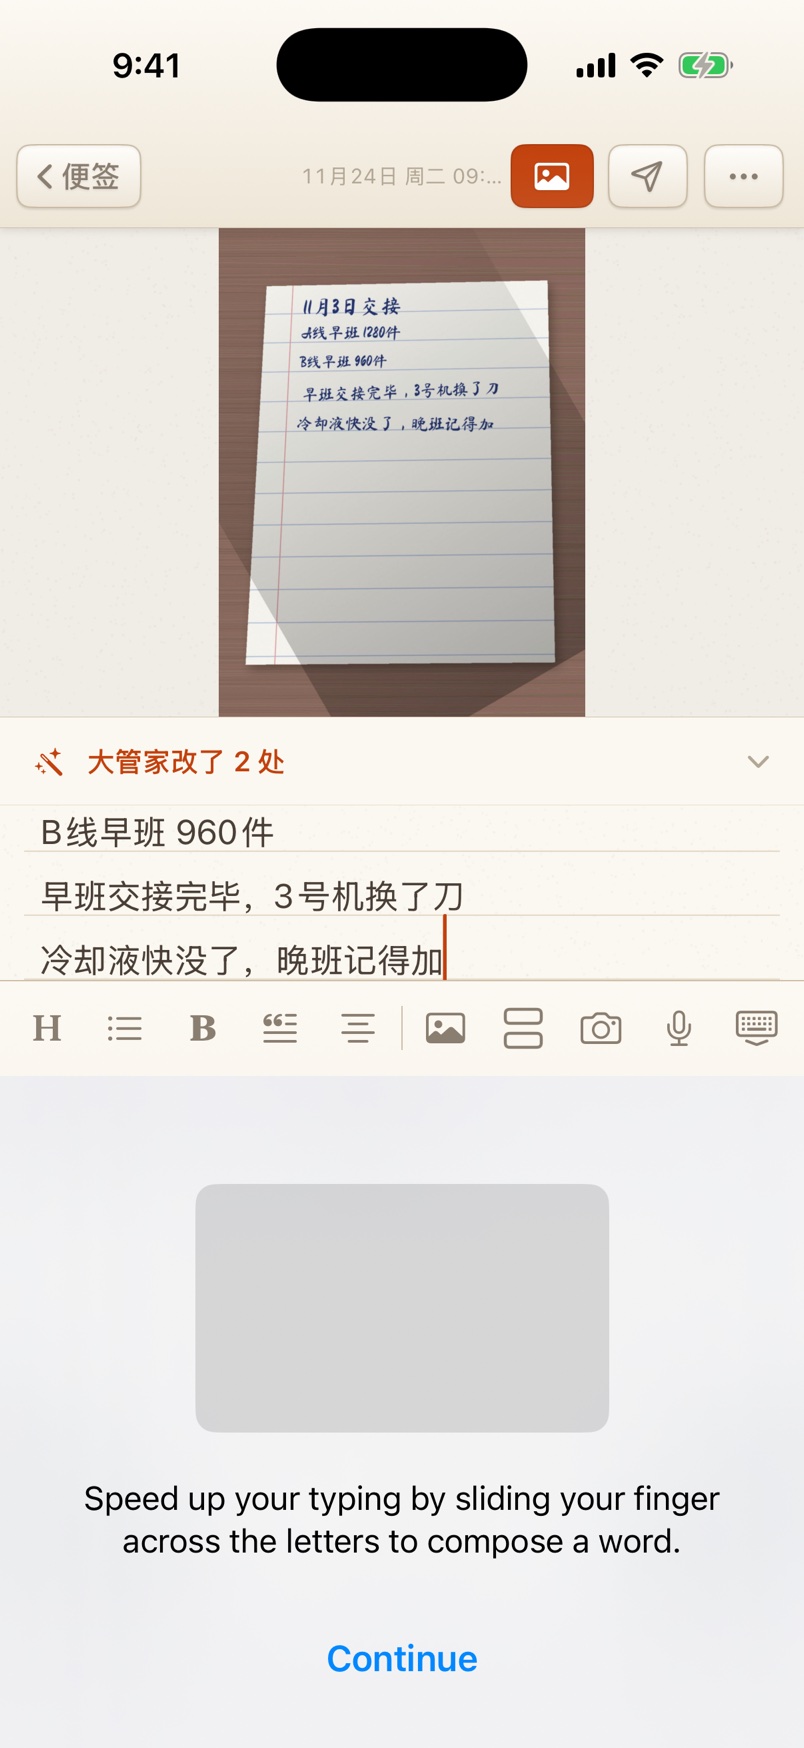 9:41
便签
11月24日 周二 09:...
11月3日交接
A线早班1280件
B线早班960件
早班交接完毕，3号机换了刀
冷却液快没了，晚班记得加
大管家改了 2 处
B线早班 960件
早班交接完毕，3号机换了刀
冷却液快没了，晚班记得加
H
B
Speed up your typing by sliding your finger
across the letters to compose a word.
Continue